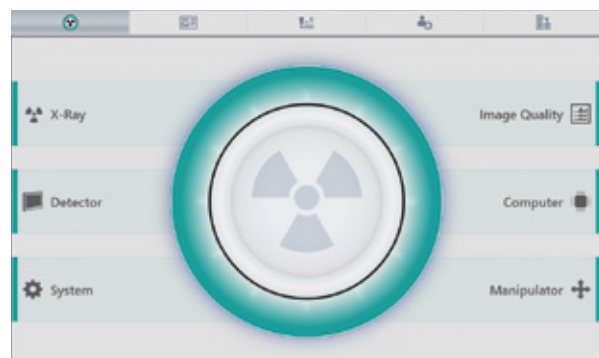 X-Ray
Image Quality
Detector
Computer
System
Manipulator